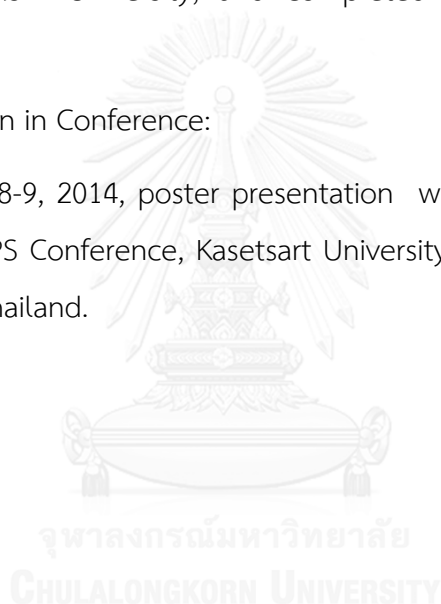 n in Conference:
8-9, 2014, poster presentation w
PS Conference, Kasetsart University
hailand.
จุฬาลงกรณ์มหาวิทยาลัย
CHULALONGKORN UNIVERSITY